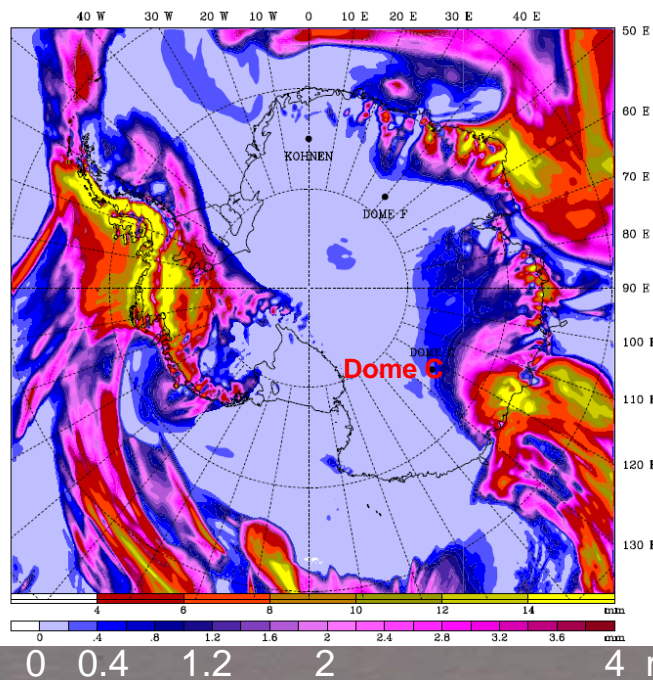 40 W 30 W 20 W 10 W 0 10 E 20 E 30 E 40 E
50 E
60 E
KOHNEN
70 E
DOME F
80 E
90 E
100 E
DOME C
Dome C
110 E
120 E
130 E
4 6 8 10 12 14 mm
0 .4 .8 1.2 1.6 2 2.4 2.8 3.2 3.6 mm
0 0.4 1.2 2 4